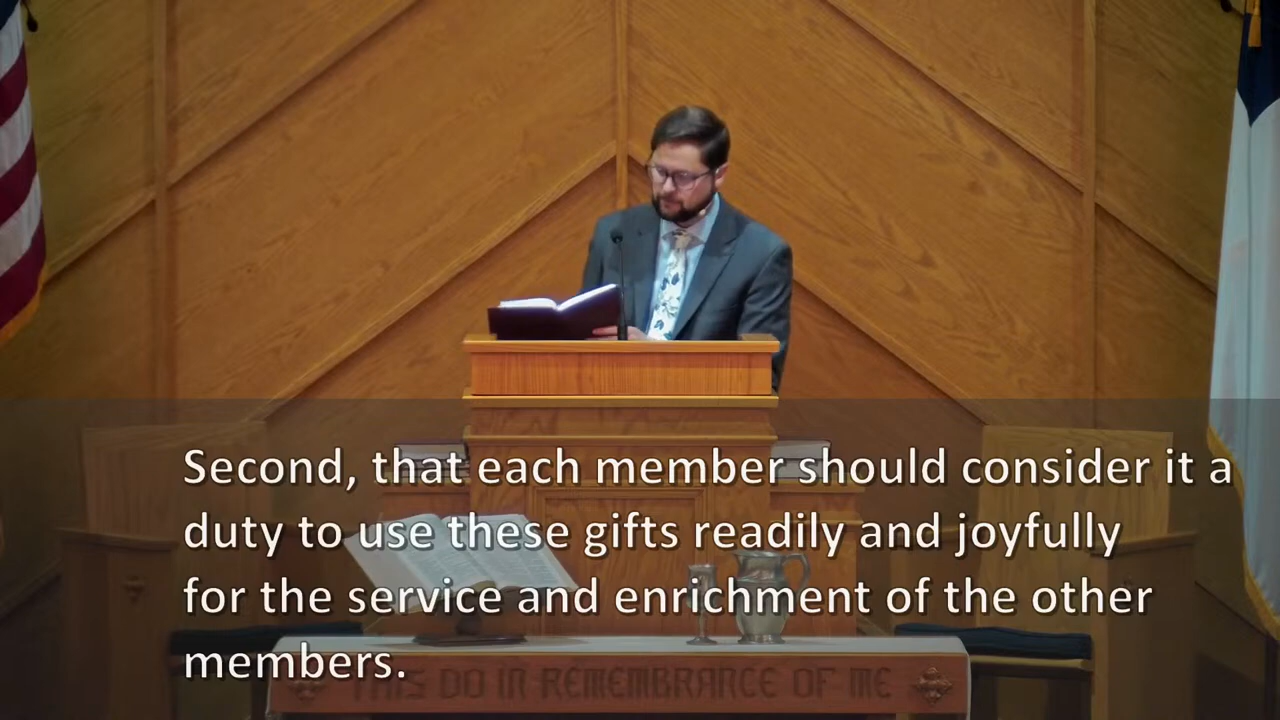 Second, that each member should consider it a
duty to use these gifts readily and joyfully
for the service and enrichment of the other
members.
THIS DO IN REMEMBRANCE OF ME